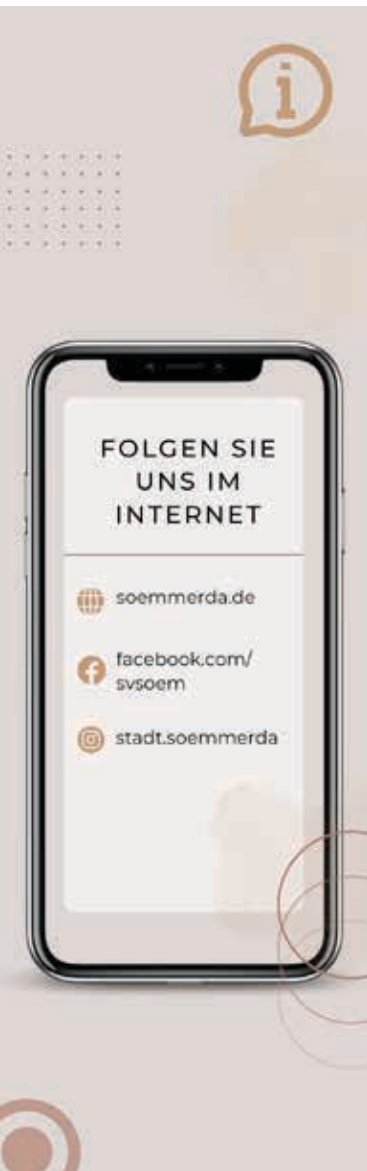 FOLGEN SIE
UNS IM
INTERNET
soemmerda.de
facebook.com/
svsoem
stadt.soemmerda